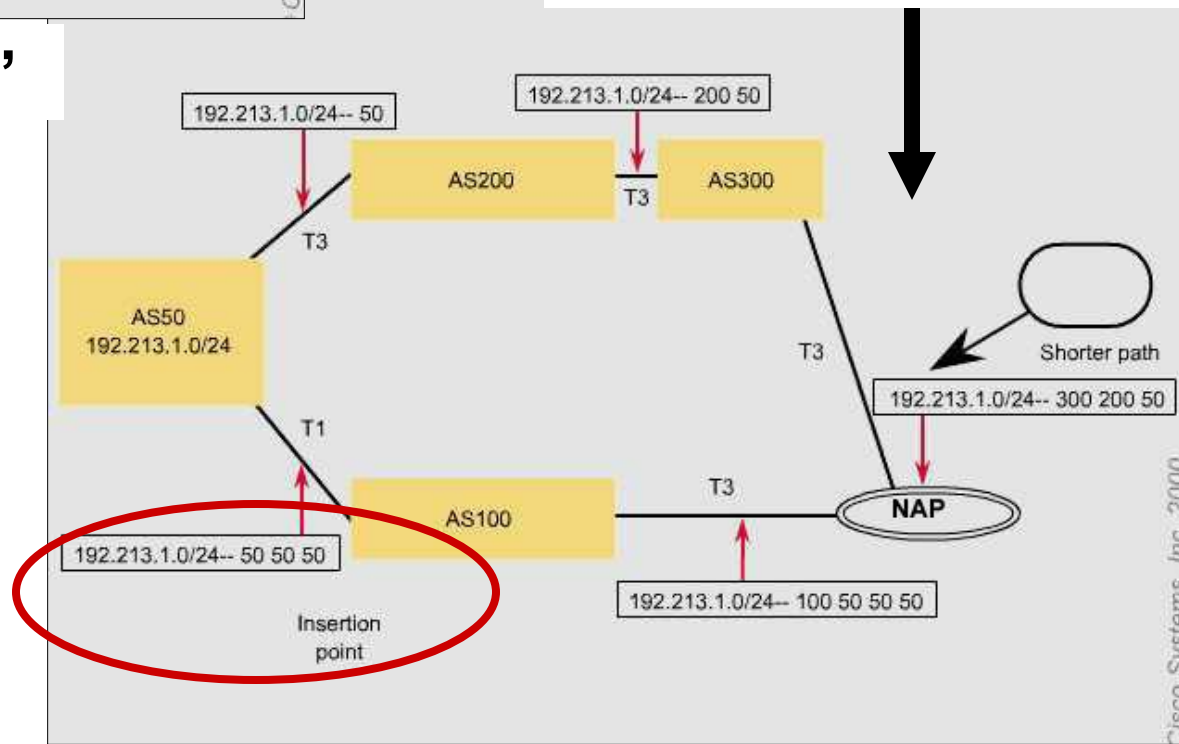 ,
192.213.1.0/24-- 50
192.213.1.0/24-- 200 50
AS200
AS300
T3
T3
AS50
192.213.1.0/24
T3
Shorter path
192.213.1.0/24-- 300 200 50
T1
T3
NAP
AS100
192.213.1.0/24-- 50 50 50
192.213.1.0/24-- 100 50 50 50
Insertion
point
Cisco Systems, Inc. 2000